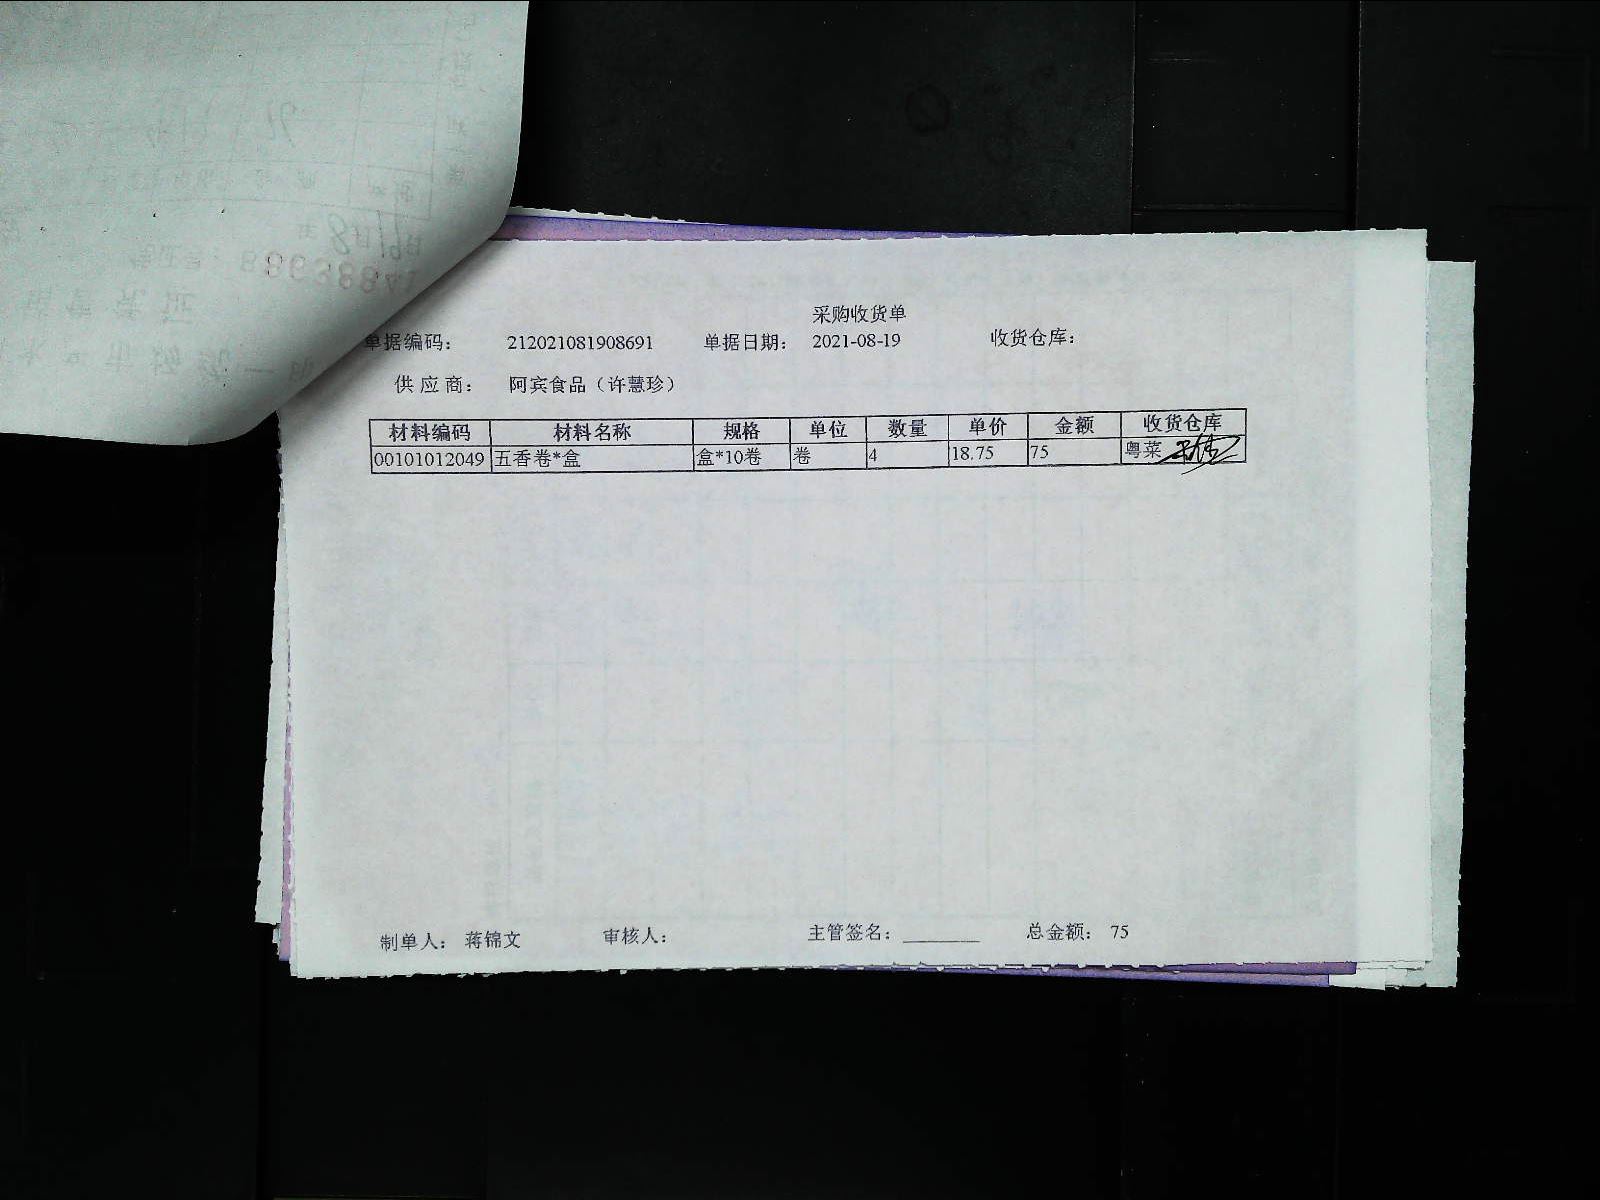 采购收货单
单据编码： 212021081908691 单据日期： 2021-08-19 收货仓库：
供应商： 阿宾食品（许慧珍）
材料编码 材料名称 规格 单位 数量 单价 金额 收货仓库
00101012049 五香卷*盒 盒*10卷 卷 4 18.75 75 粤菜
制单人： 蒋锦文 审核人： 主管签名：________ 总金额： 75